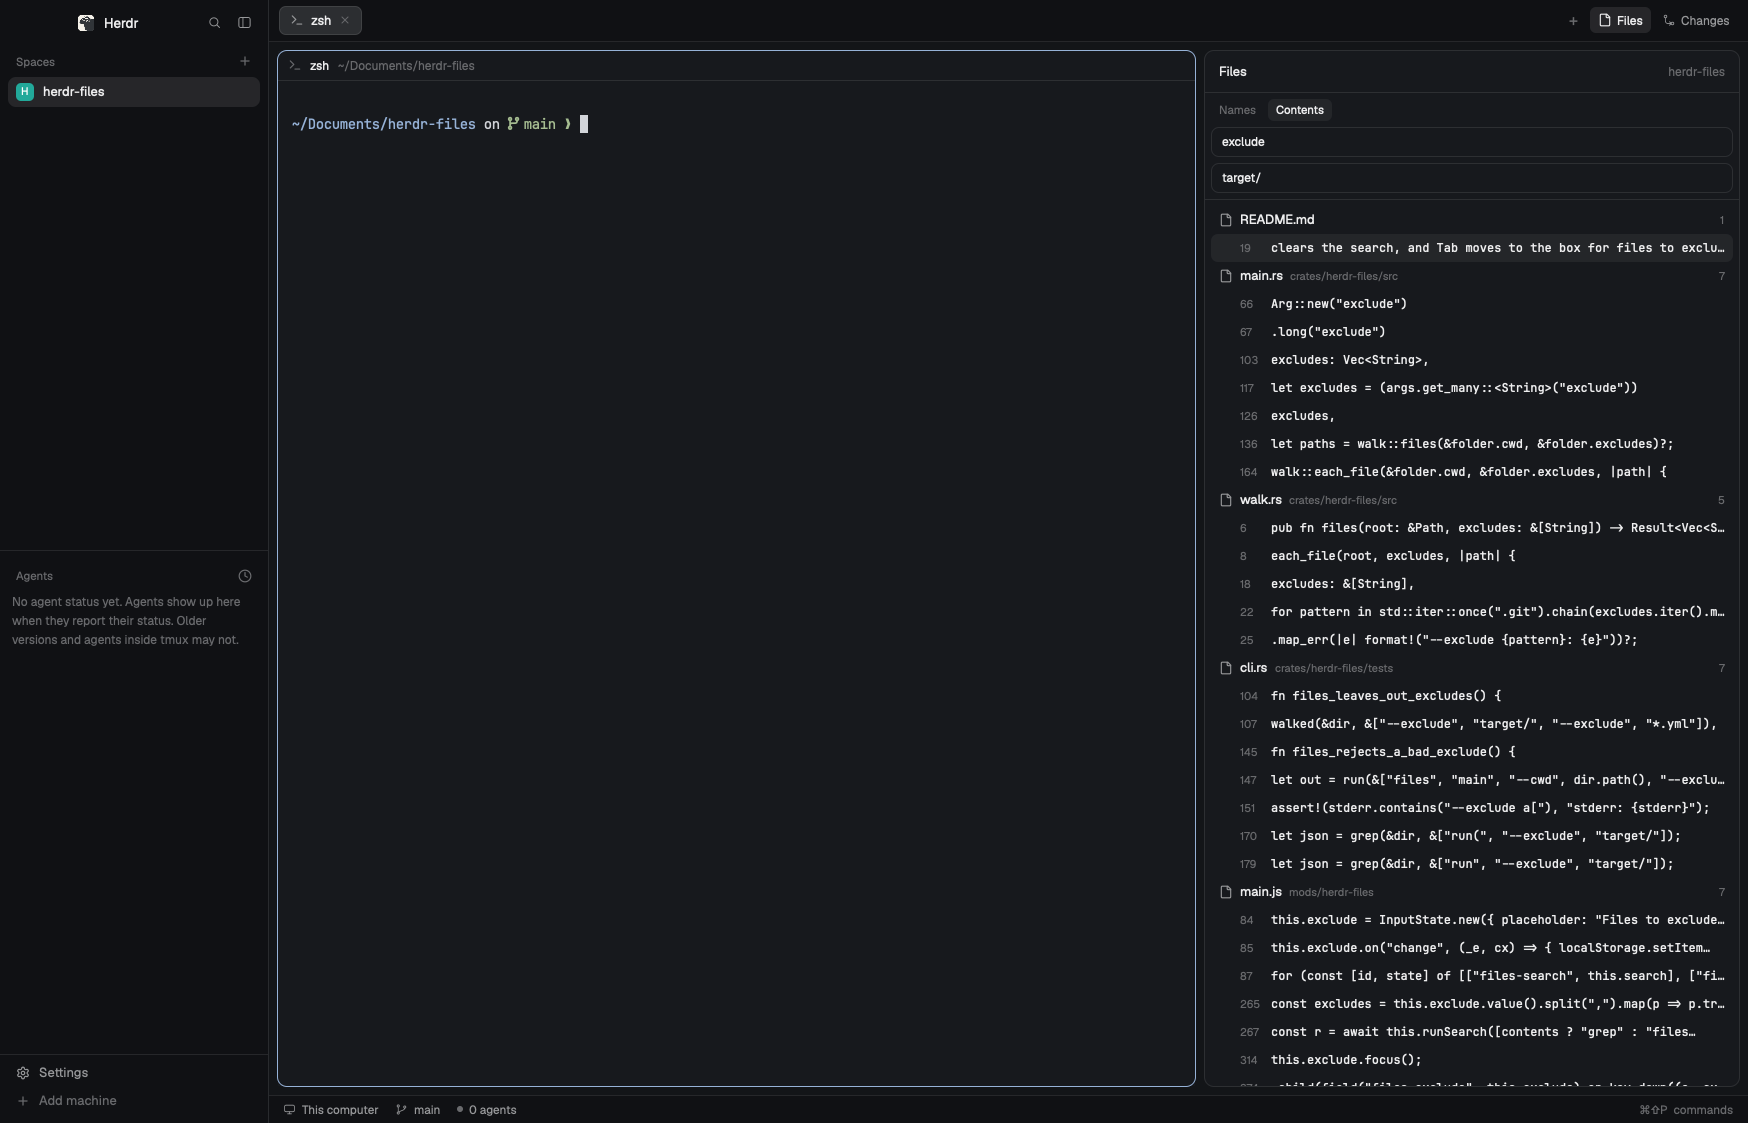 Herdr
Spaces
H herdr-files
Agents
No agent status yet. Agents show up here
when they report their status. Older
versions and agents inside tmux may not.
Settings
Add machine
zsh
Files
Changes
zsh ~/Documents/herdr-files
~/Documents/herdr-files on main
Files herdr-files
Names Contents
exclude
target/
README.md 1
19 clears the search, and Tab moves to the box for files to exclu…
main.rs crates/herdr-files/src 7
66 Arg::new("exclude")
67 .long("exclude")
103 excludes: Vec<String>,
117 let excludes = (args.get_many::<String>("exclude"))
126 excludes,
136 let paths = walk::files(&folder.cwd, &folder.excludes)?;
164 walk::each_file(&folder.cwd, &folder.excludes, |path| {
walk.rs crates/herdr-files/src 5
6 pub fn files(root: &Path, excludes: &[String]) -> Result<Vec<S…
8 each_file(root, excludes, |path| {
18 excludes: &[String],
22 for pattern in std::iter::once(".git").chain(excludes.iter().m…
25 .map_err(|e| format!("--exclude {pattern}: {e}"))?;
cli.rs crates/herdr-files/tests 7
104 fn files_leaves_out_excludes() {
107 walked(&dir, &["--exclude", "target/", "--exclude", "*.yml"]),
145 fn files_rejects_a_bad_exclude() {
147 let out = run(&["files", "main", "--cwd", dir.path(), "--exclu…
151 assert!(stderr.contains("--exclude a["), "stderr: {stderr}");
170 let json = grep(&dir, &["run(", "--exclude", "target/"]);
179 let json = grep(&dir, &["run", "--exclude", "target/"]);
main.js mods/herdr-files 7
84 this.exclude = InputState.new({ placeholder: "Files to exclude…
85 this.exclude.on("change", (_e, cx) => { localStorage.setItem…
87 for (const [id, state] of [["files-search", this.search], ["fi…
265 const excludes = this.exclude.value().split(",").map(p => p.tr…
267 const r = await this.runSearch([contents ? "grep" : "files…
314 this.exclude.focus();
This computer main 0 agents
⌘⇧P commands